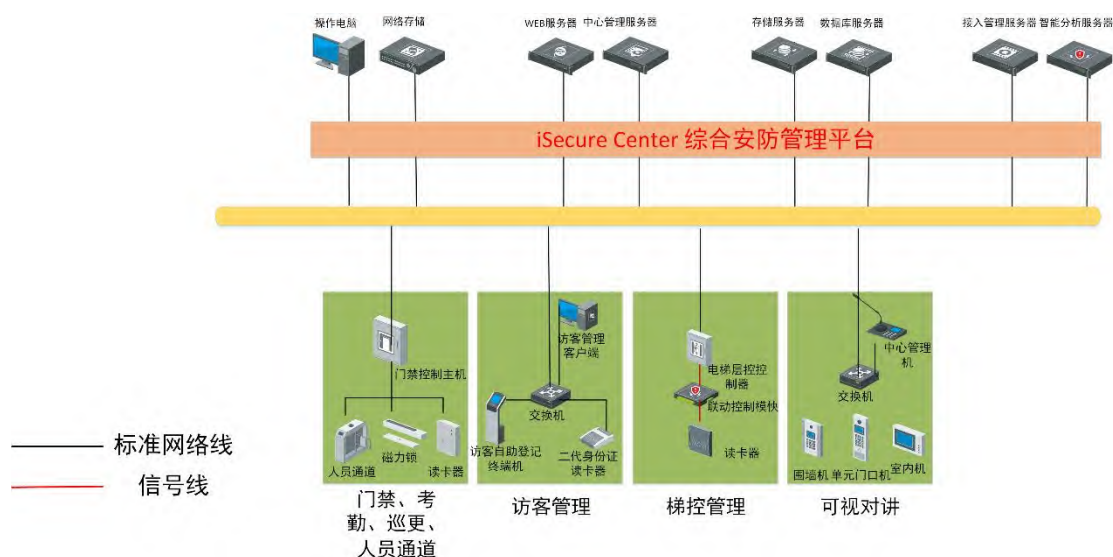 操作电脑
网络存储
WEB服务器
中心管理服务器
存储服务器
数据库服务器
接入管理服务器
智能分析服务器
iSecure Center 综合安防管理平台
门禁控制主机
人员通道
磁力锁
读卡器
访客管理
客户端
交换机
访客自助登记
终端机
二代身份证
读卡器
电梯层控控
制器
联动控制模快
读卡器
中心管理
机
交换机
围墙机
单元门口机
室内机
标准网络线
信号线
门禁、考
勤、巡更、
人员通道
访客管理
梯控管理
可视对讲